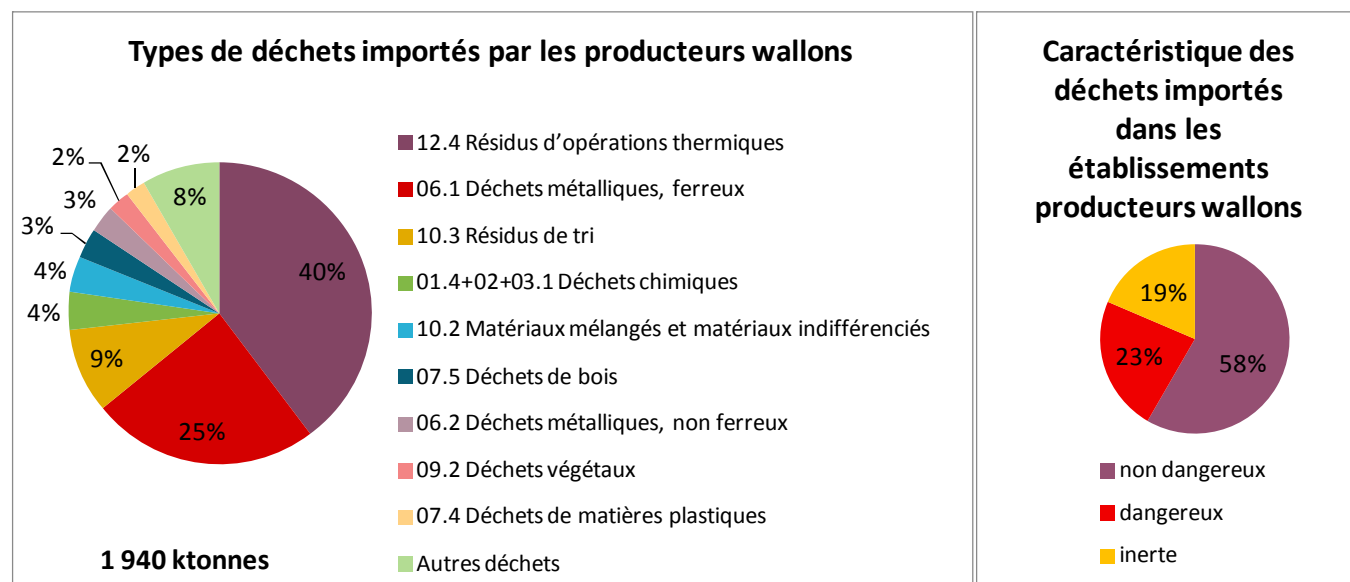 Types de déchets importés par les producteurs wallons
40%
25%
9%
4%
4%
3%
3%
2%
2%
8%
12.4 Résidus d’opérations thermiques
06.1 Déchets métalliques, ferreux
10.3 Résidus de tri
01.4+02+03.1 Déchets chimiques
10.2 Matériaux mélangés et matériaux indifférenciés
07.5 Déchets de bois
06.2 Déchets métalliques, non ferreux
09.2 Déchets végétaux
07.4 Déchets de matières plastiques
Autres déchets
1 940 ktonnes
Caractéristique des
déchets importés
dans les
établissements
producteurs wallons
58%
23%
19%
non dangereux
dangereux
inerte